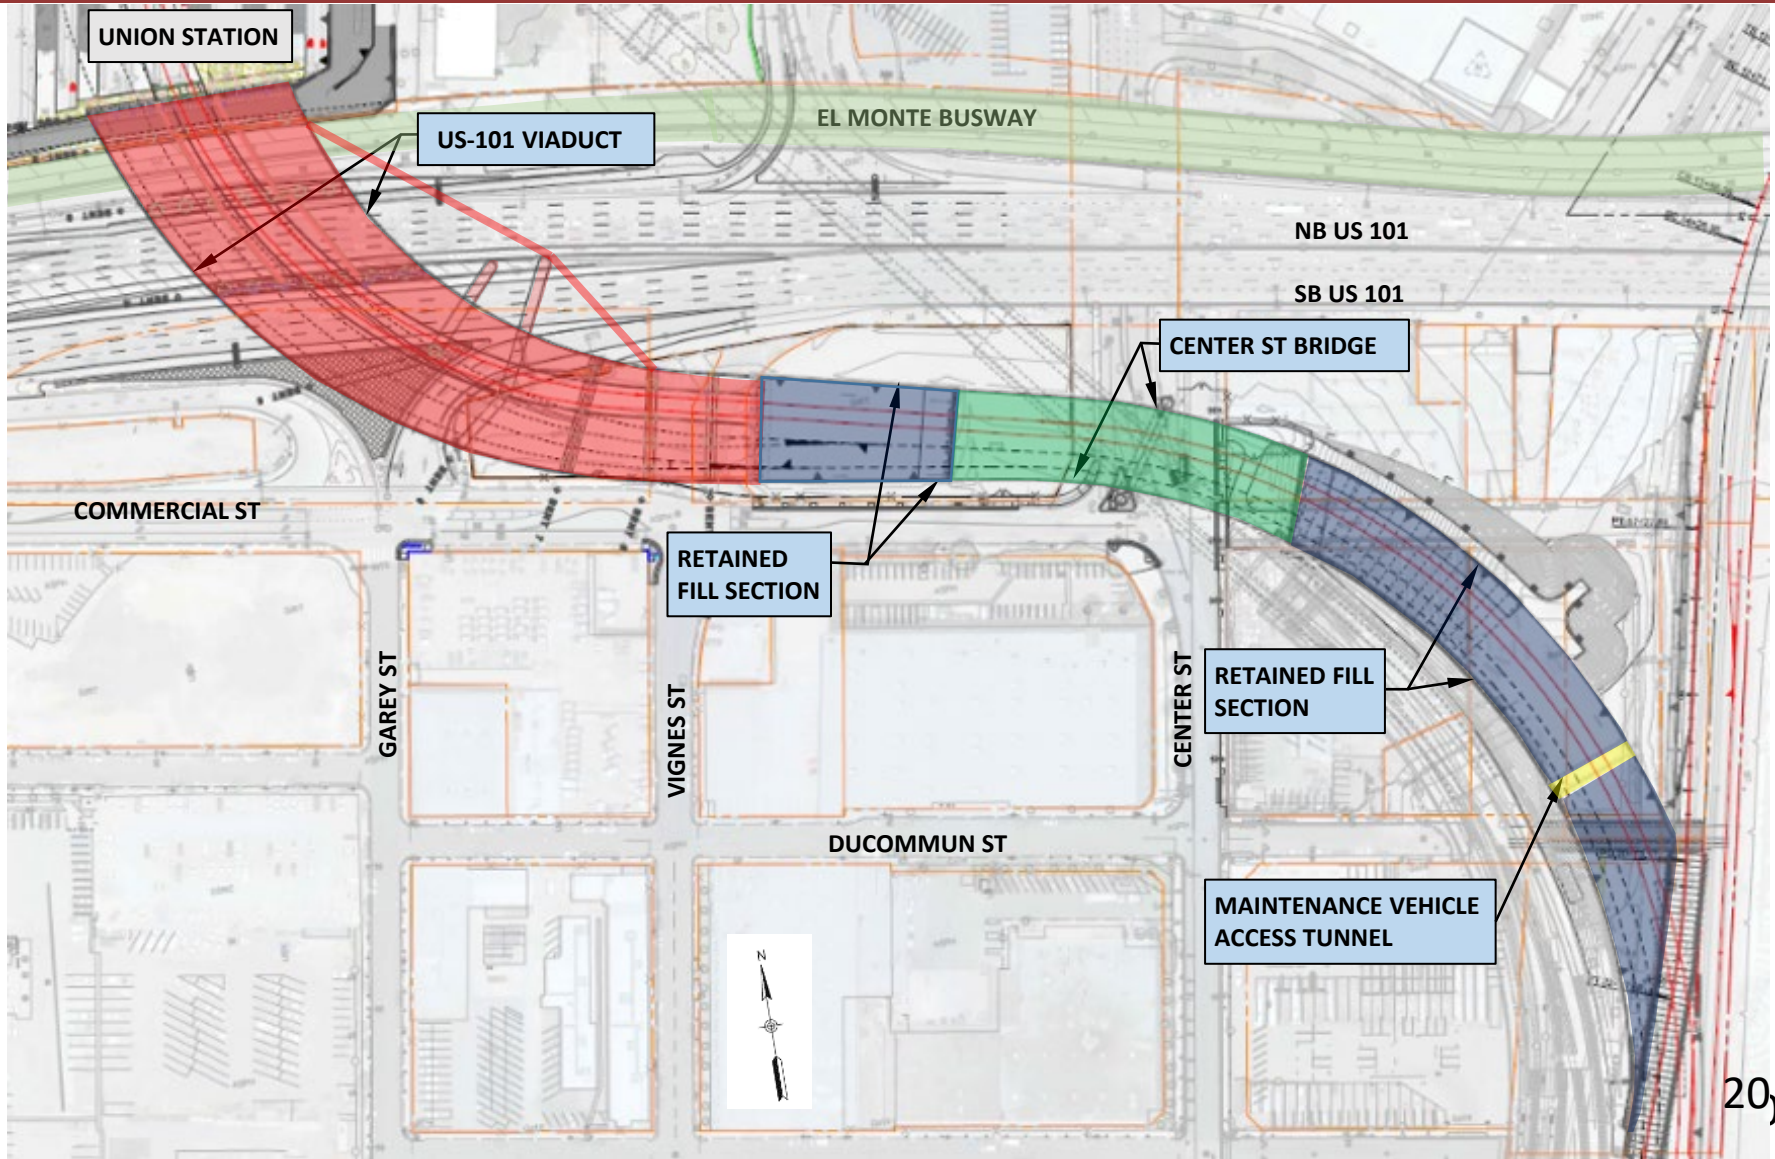 UNION STATION
EL MONTE BUSWAY
US-101 VIADUCT
NB US 101
SB US 101
CENTER ST BRIDGE
COMMERCIAL ST
RETAINED
FILL SECTION
GAREY ST
VIGNES ST
CENTER ST
RETAINED FILL
SECTION
DUCOMMUN ST
MAINTENANCE VEHICLE
ACCESS TUNNEL
N
20